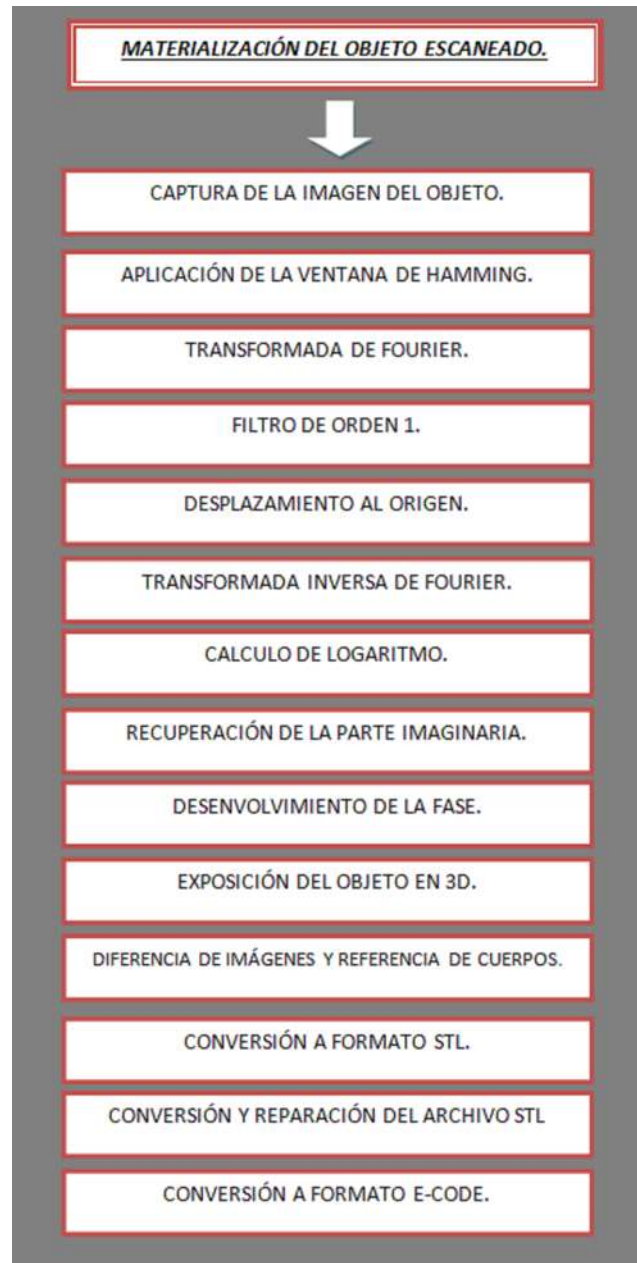 MATERIALIZACIÓN DEL OBJETO ESCANEADO.
CAPTURA DE LA IMAGEN DEL OBJETO.
APLICACIÓN DE LA VENTANA DE HAMMING.
TRANSFORMADA DE FOURIER.
FILTRO DE ORDEN 1.
DESPLAZAMIENTO AL ORIGEN.
TRANSFORMADA INVERSA DE FOURIER.
CALCULO DE LOGARITMO.
RECUPERACIÓN DE LA PARTE IMAGINARIA.
DESENVOLVIMIENTO DE LA FASE.
EXPOSICIÓN DEL OBJETO EN 3D.
DIFERENCIA DE IMÁGENES Y REFERENCIA DE CUERPOS.
CONVERSIÓN A FORMATO STL.
CONVERSIÓN Y REPARACIÓN DEL ARCHIVO STL
CONVERSIÓN A FORMATO E-CODE.